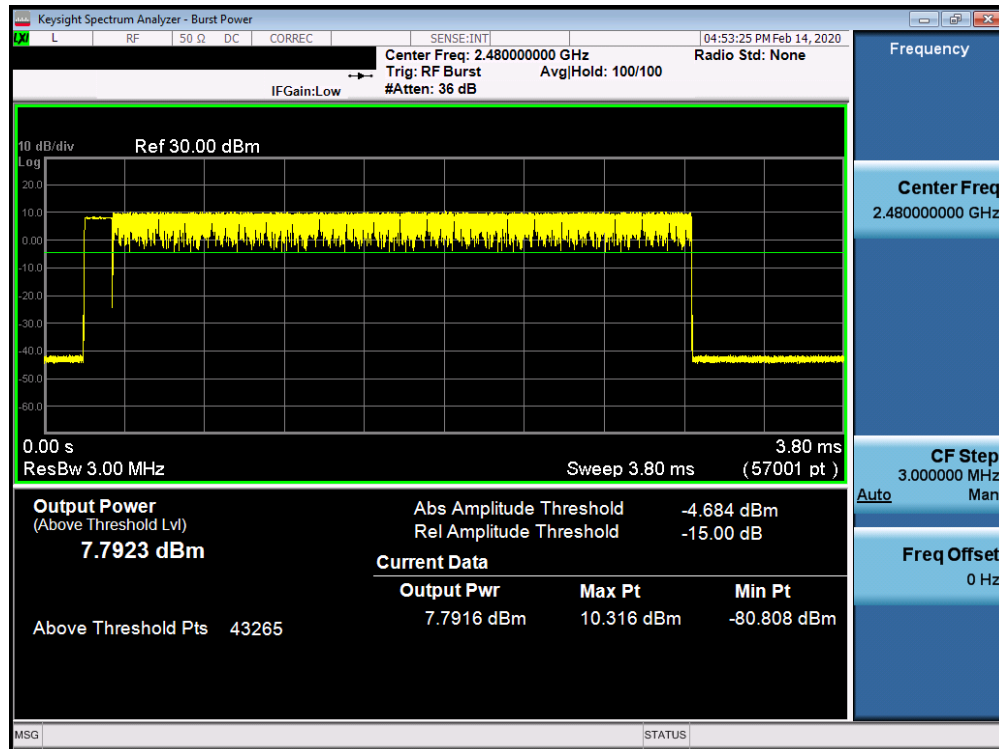 Keysight Spectrum Analyzer - Burst Power
LXI L RF 50 Ω DC CORREC SENSE:INT 04:53:25 PM Feb 14, 2020
Center Freq: 2.480000000 GHz Radio Std: None
Trig: RF Burst Avg|Hold: 100/100
IFGain:Low #Atten: 36 dB
10 dB/div Ref 30.00 dBm
Log
20.0
10.0
0.00
-10.0
-20.0
-30.0
-40.0
-50.0
-60.0
0.00 s 3.80 ms
ResBw 3.00 MHz Sweep 3.80 ms (57001 pt )
Output Power
(Above Threshold Lvl)
7.7923 dBm
Above Threshold Pts 43265
Abs Amplitude Threshold -4.684 dBm
Rel Amplitude Threshold -15.00 dB
Current Data
Output Pwr Max Pt Min Pt
7.7916 dBm 10.316 dBm -80.808 dBm
Frequency
Center Freq
2.480000000 GHz
CF Step
3.000000 MHz
Auto Man
Freq Offset
0 Hz
MSG STATUS